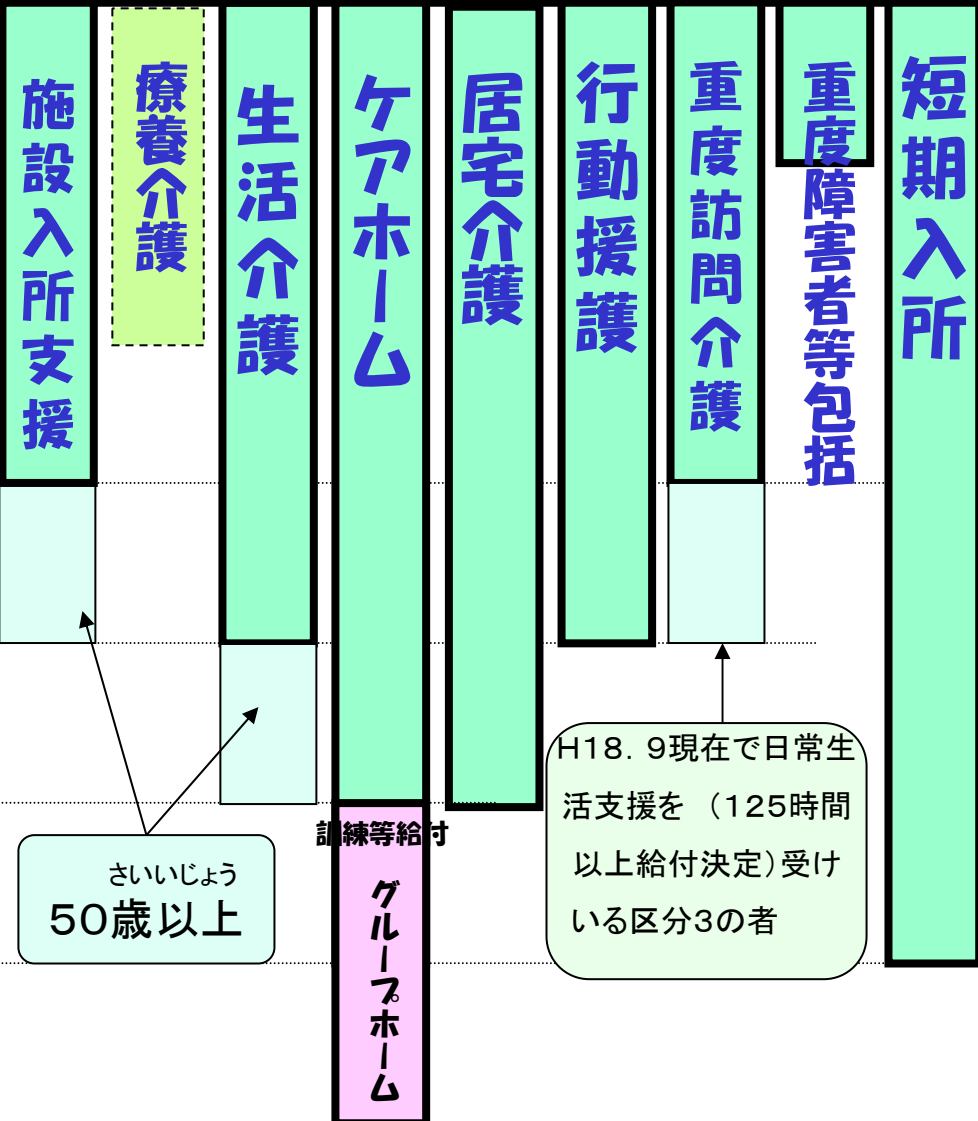 施設入所支援
療養介護
生活介護
ケアホーム
居宅介護
行動援護
重度訪問介護
重度障害者等包括
短期入所
訓練等給付
グループホーム
さいいじょう
50歳以上
H18.9現在で日常生
活支援を （125時間
以上給付決定）受け
いる区分3の者